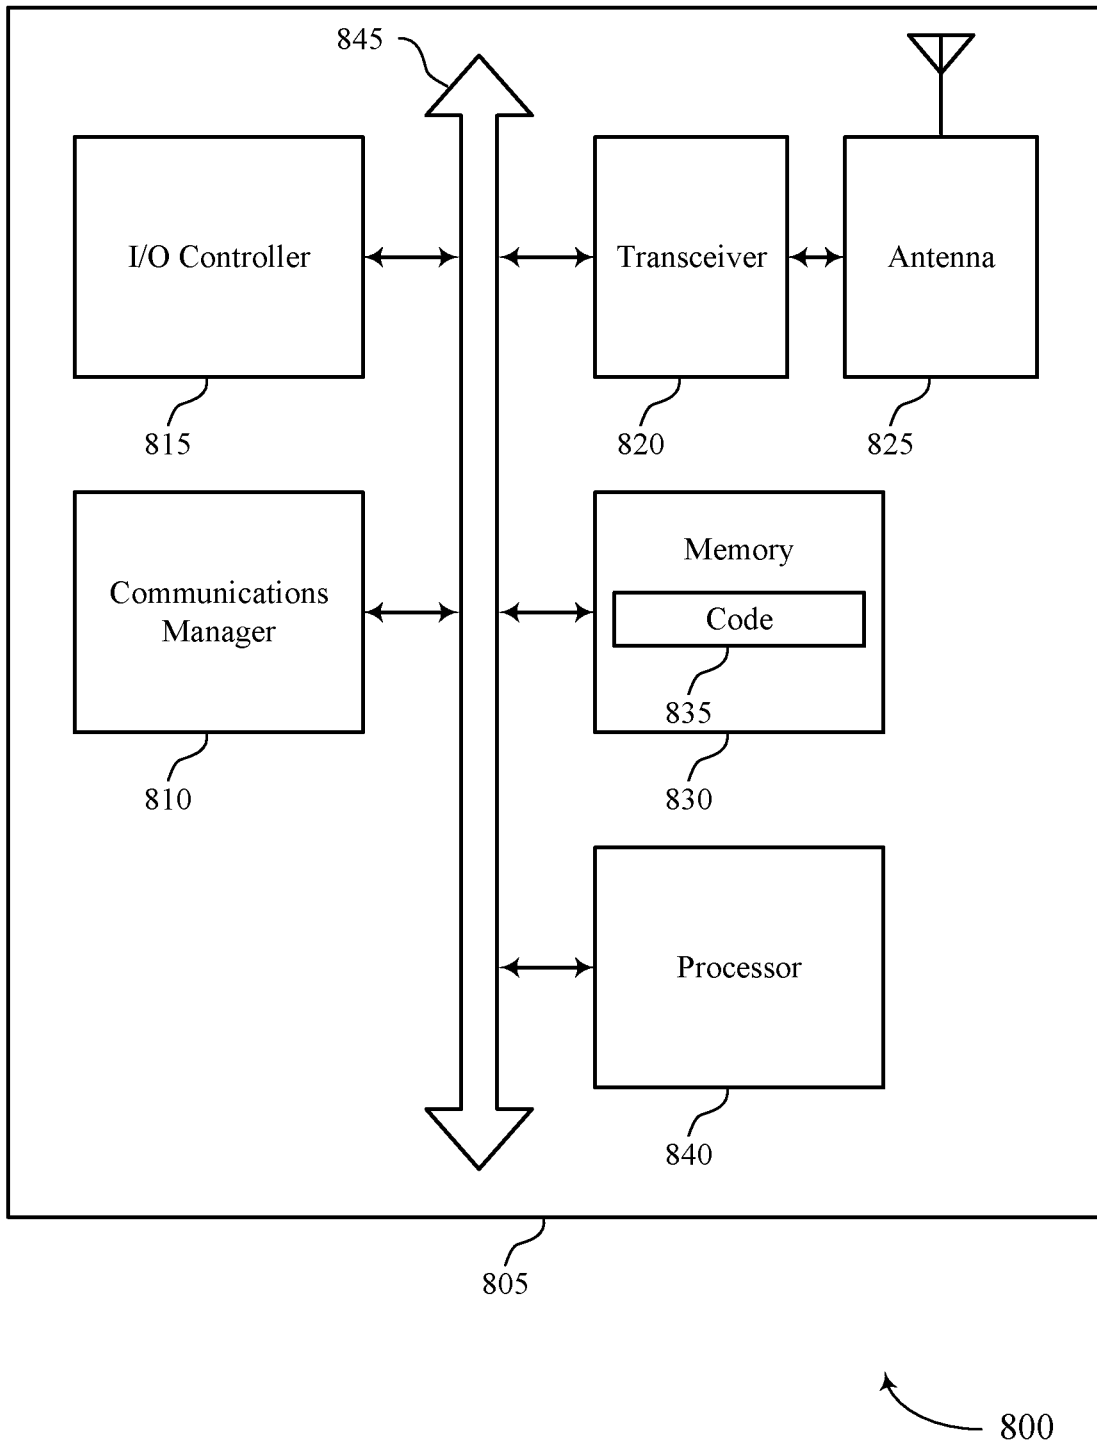 845
I/O Controller
Transceiver
Antenna
815
820
825
Communications
Manager
Memory
Code
835
810
830
Processor
840
805
800